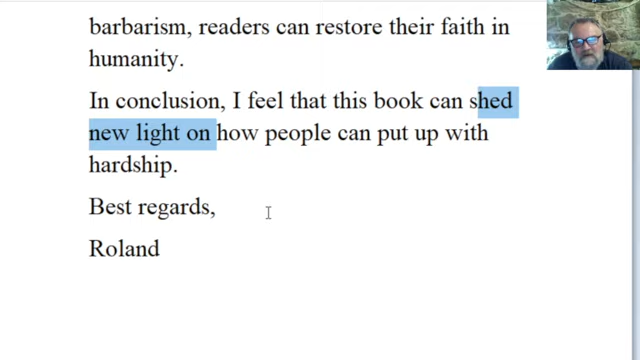 barbarism, readers can restore their faith in
humanity.
In conclusion, I feel that this book can shed
new light on how people can put up with
hardship.
Best regards,
Roland